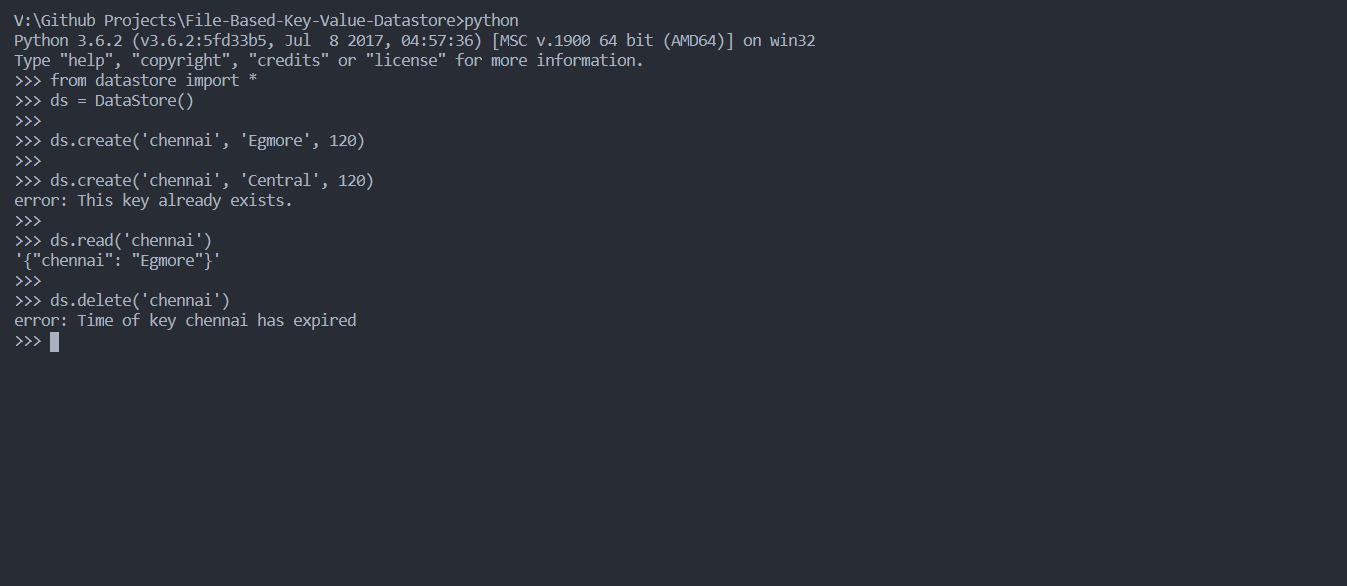 V:\Github Projects\File-Based-Key-Value-Datastore>python
Python 3.6.2 (v3.6.2:5fd33b5, Jul  8 2017, 04:57:36) [MSC v.1900 64 bit (AMD64)] on win32
Type "help", "copyright", "credits" or "license" for more information.
>>> from datastore import *
>>> ds = DataStore()
>>>
>>> ds.create('chennai', 'Egmore', 120)
>>>
>>> ds.create('chennai', 'Central', 120)
error: This key already exists.
>>>
>>> ds.read('chennai')
'{"chennai": "Egmore"}'
>>>
>>> ds.delete('chennai')
error: Time of key chennai has expired
>>>